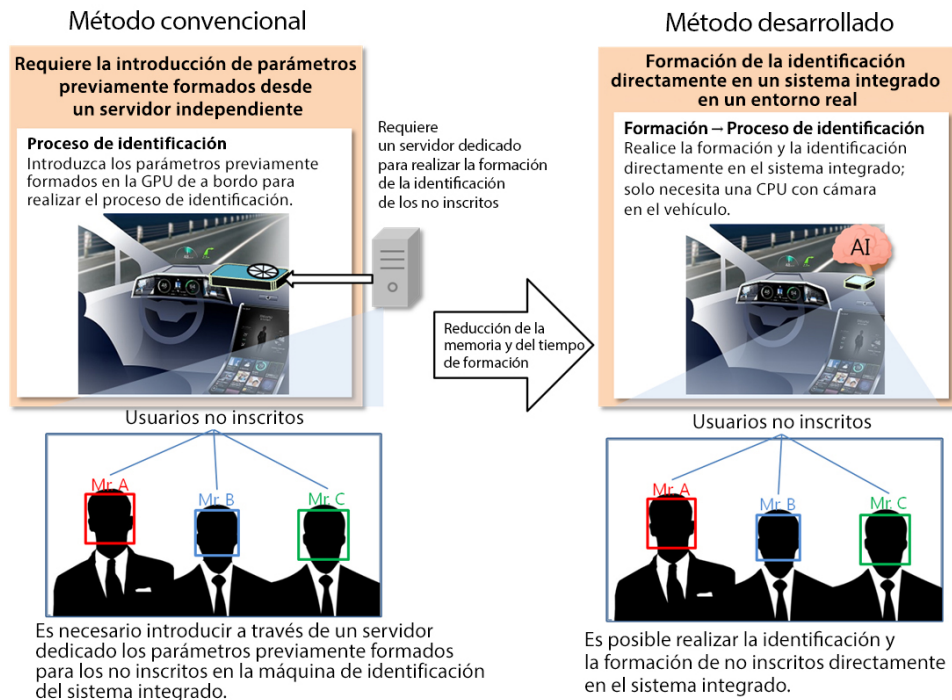 Método convencional
Requiere la introducción de parámetros
previamente formados desde
un servidor independiente
Proceso de identificación
Introduzca los parámetros previamente
formados en la GPU de a bordo para
realizar el proceso de identificación.
Requiere
un servidor dedicado
para realizar la formación
de la identificación
de los no inscritos
Usuarios no inscritos
Mr. A
Mr. B
Mr. C
Es necesario introducir a través de un servidor
dedicado los parámetros previamente formados
para los no inscritos en la máquina de identificación
del sistema integrado.
Reducción de la
memoria y del tiempo
de formación
Método desarrollado
Formación de la identificación
directamente en un sistema integrado
en un entorno real
Formación – Proceso de identificación
Realice la formación y la identificación
directamente en el sistema integrado;
solo necesita una CPU con cámara
en el vehículo.
AI
Usuarios no inscritos
Mr. A
Mr. B
Mr. C
Es posible realizar la identificación y
la formación de no inscritos directamente
en el sistema integrado.